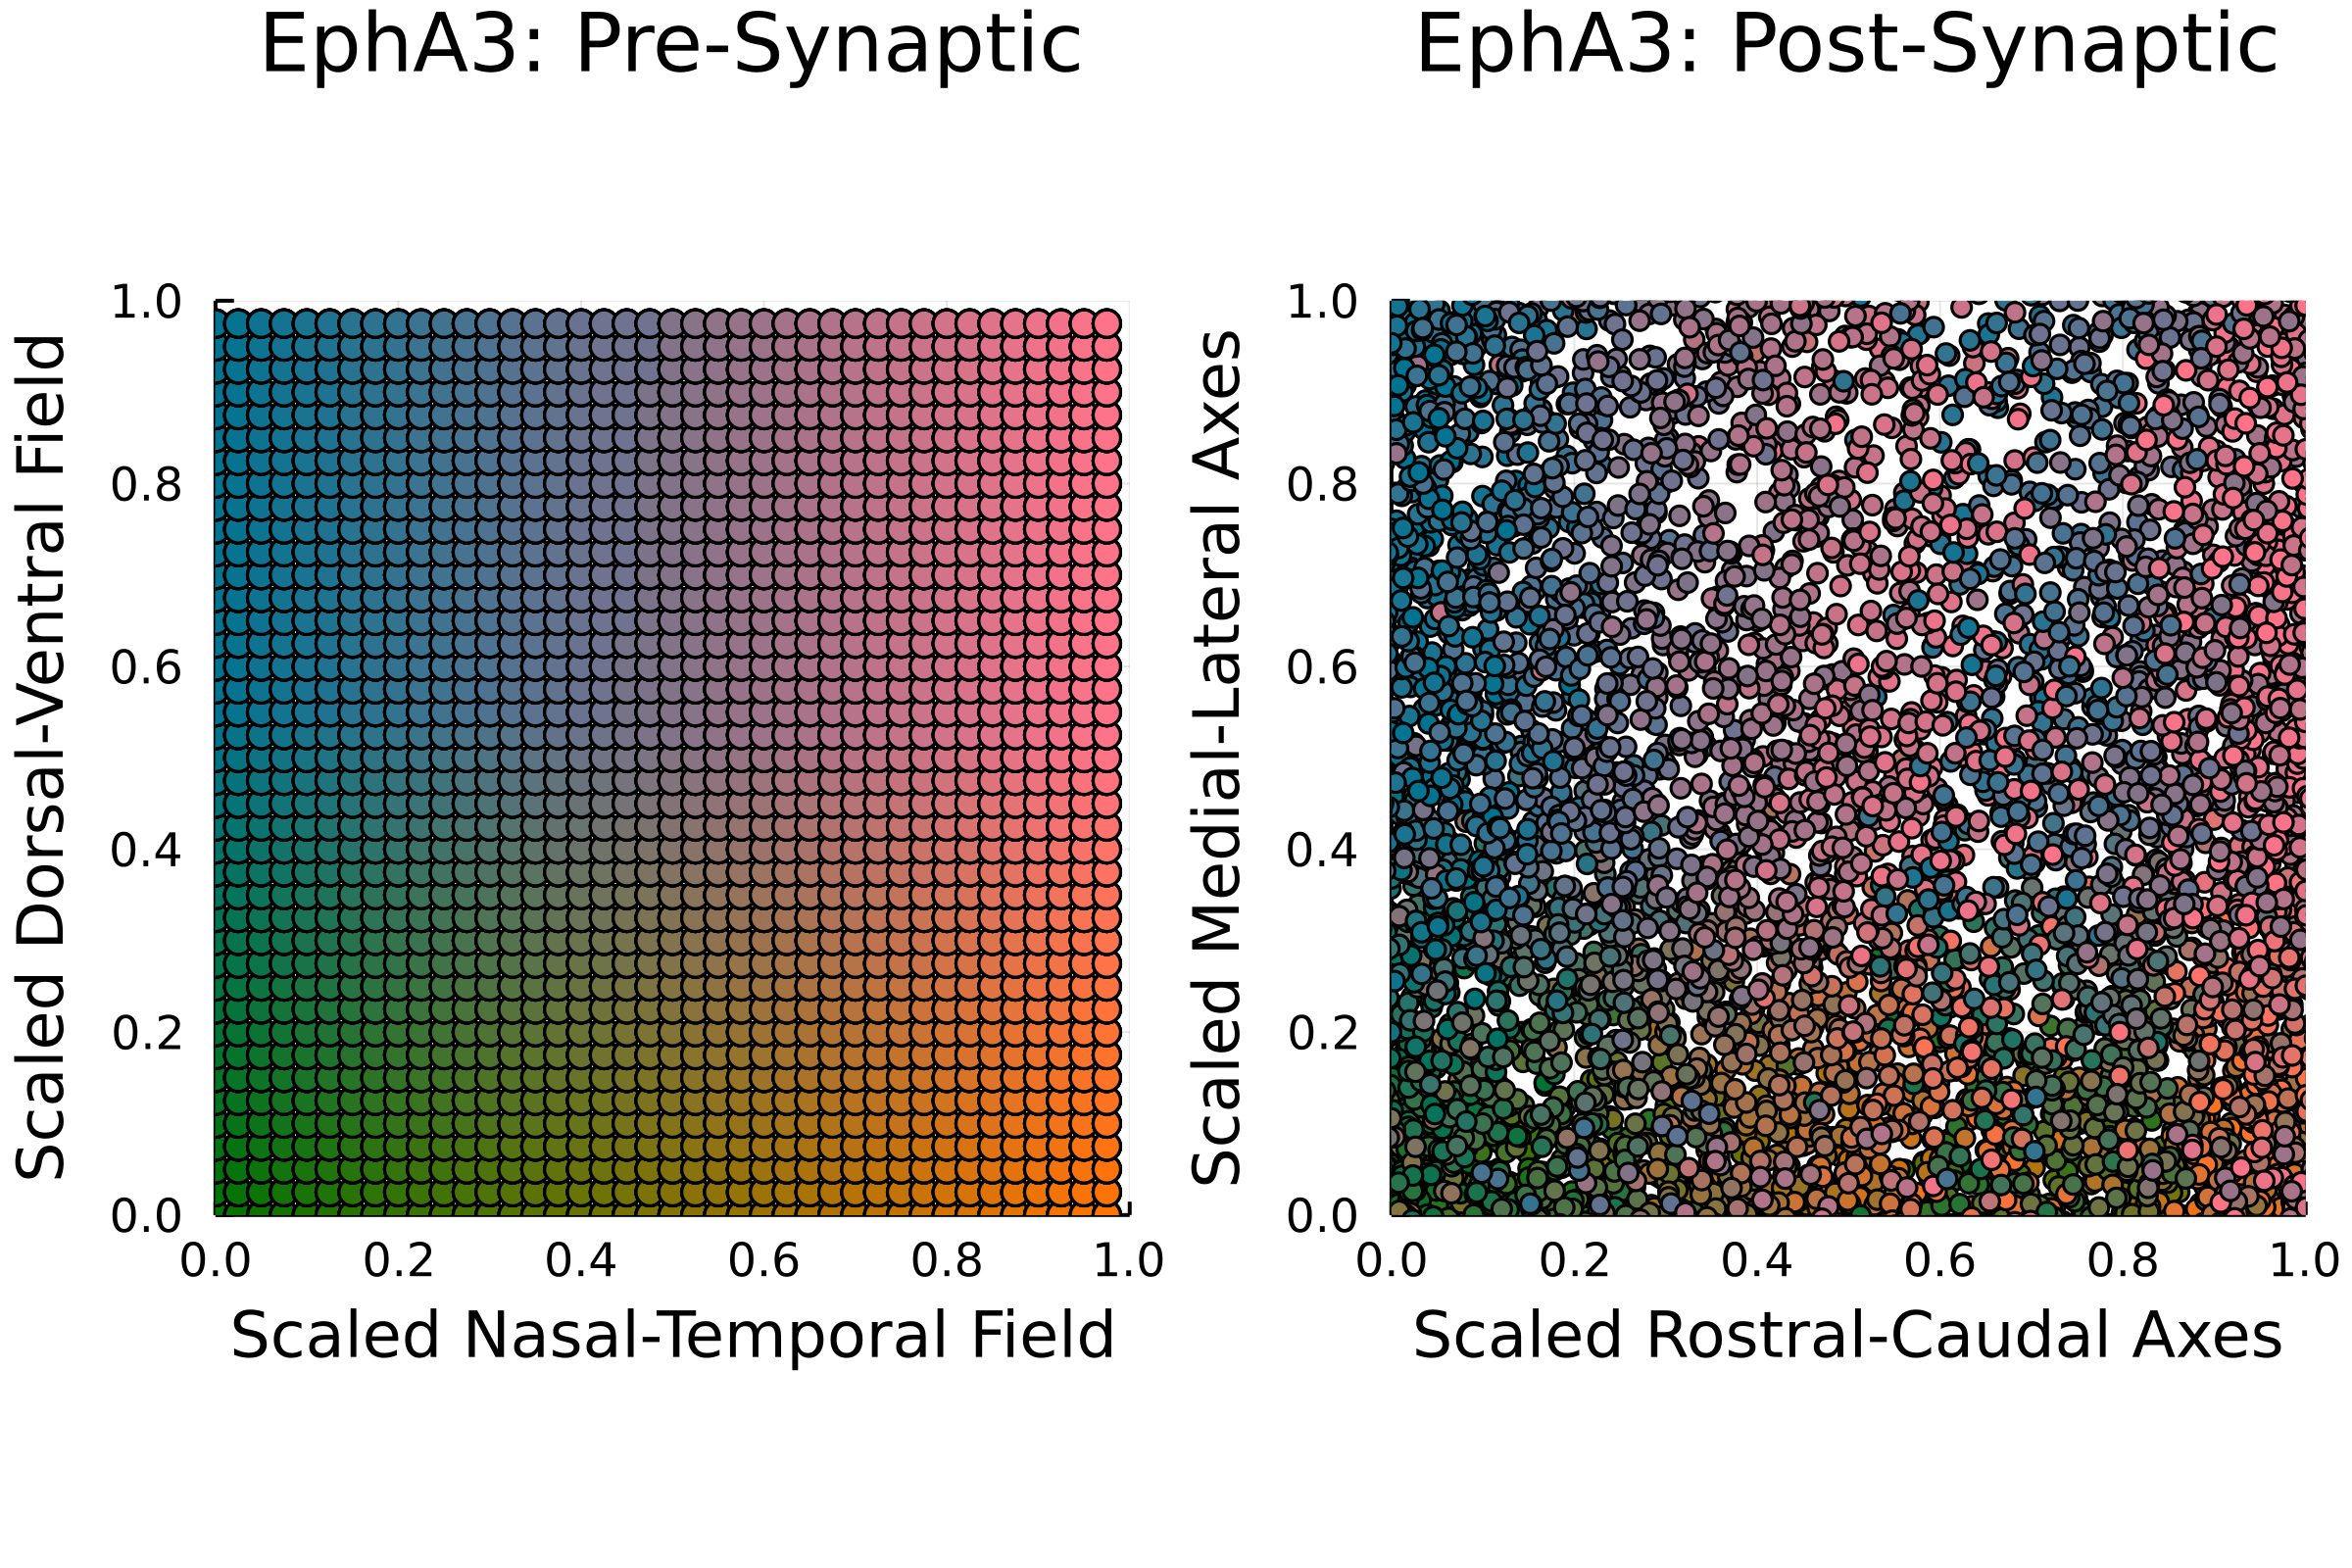 EphA3: Pre-Synaptic
Scaled Dorsal-Ventral Field
1.0
0.8
0.6
0.4
0.2
0.0
0.0 0.2 0.4 0.6 0.8 1.0
Scaled Nasal-Temporal Field
EphA3: Post-Synaptic
Scaled Medial-Lateral Axes
1.0
0.8
0.6
0.4
0.2
0.0
0.0 0.2 0.4 0.6 0.8 1.0
Scaled Rostral-Caudal Axes